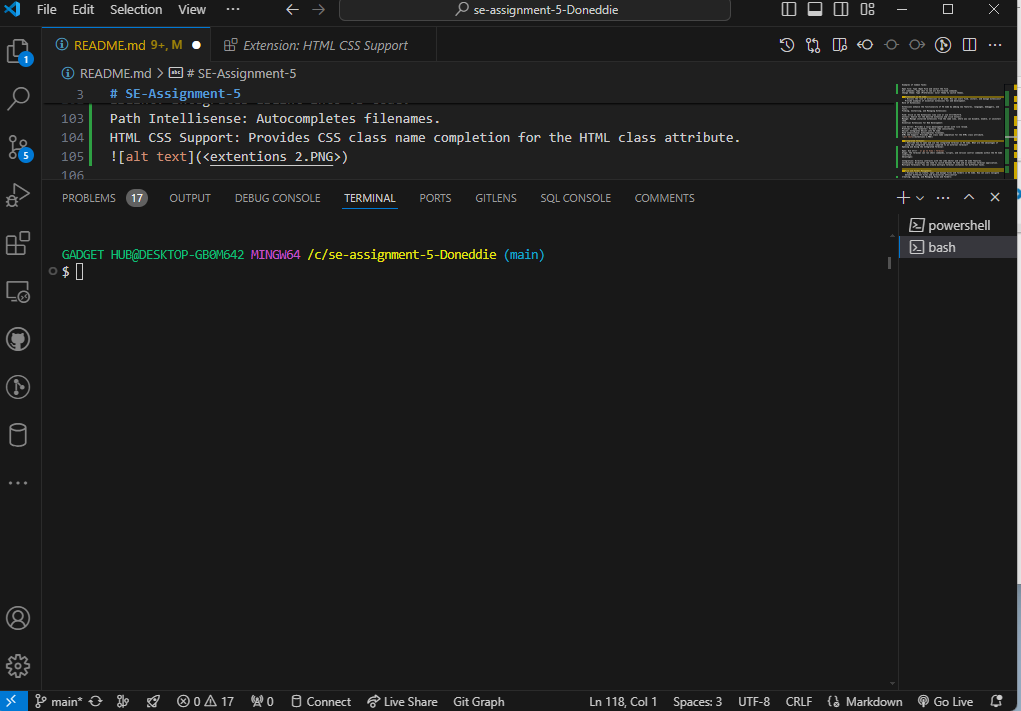 File Edit Selection View ··· se-assignment-5-Doneddie
README.md 9+, M Extension: HTML CSS Support
README.md > # SE-Assignment-5
3 # SE-Assignment-5
103 Path Intellisense: Autocompletes filenames.
104 HTML CSS Support: Provides CSS class name completion for the HTML class attribute.
105 ![alt text](<extentions 2.PNG>)
106
PROBLEMS 17 OUTPUT DEBUG CONSOLE TERMINAL PORTS GITLENS SQL CONSOLE COMMENTS
powershell
bash
GADGET HUB@DESKTOP-GB0M642 MINGW64 /c/se-assignment-5-Doneddie (main)
$
1
5
main* 0 17 0 Connect Live Share Git Graph Ln 118, Col 1 Spaces: 3 UTF-8 CRLF {} Markdown Go Live